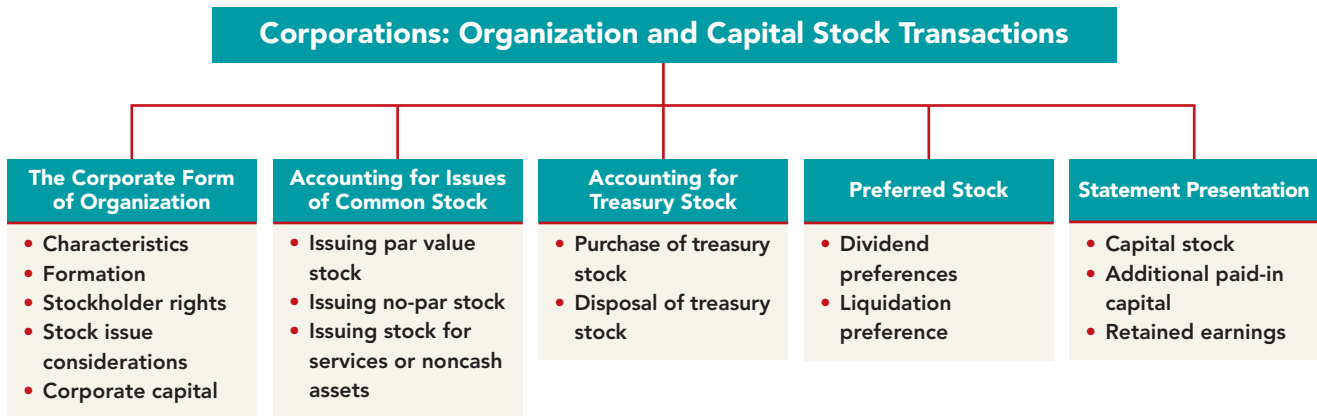 Corporations: Organization and Capital Stock Transactions
The Corporate Form
of Organization
• Characteristics
• Formation
• Stockholder rights
• Stock issue
considerations
• Corporate capital
Accounting for Issues
of Common Stock
• Issuing par value
stock
• Issuing no-par stock
• Issuing stock for
services or noncash
assets
Accounting for
Treasury Stock
• Purchase of treasury
stock
• Disposal of treasury
stock
Preferred Stock
• Dividend
preferences
• Liquidation
preference
Statement Presentation
• Capital stock
• Additional paid-in
capital
• Retained earnings